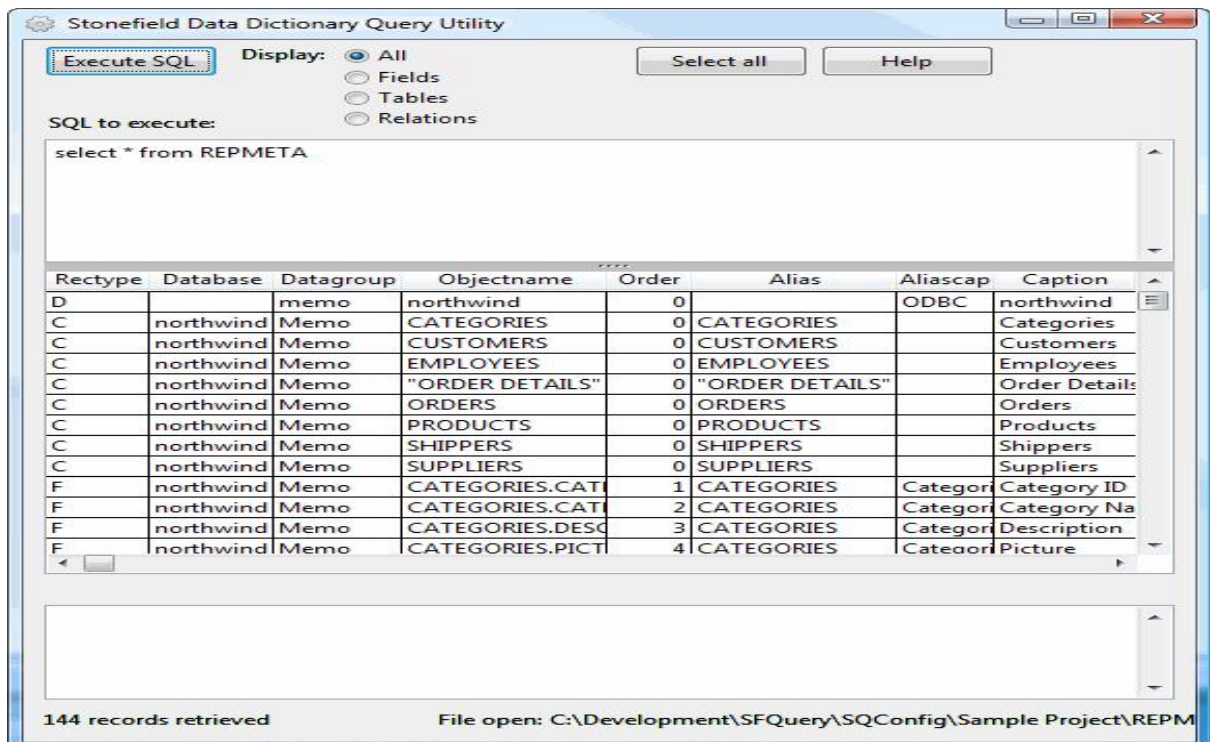 Stonefield Data Dictionary Query Utility
Execute SQL Display: All Select all Help
Fields
Tables
SQL to execute: Relations
select * from REPMETA
Rectype Database Datagroup Objectname Order Alias Aliascap Caption
D memo northwind 0 ODBC northwind
C northwind Memo CATEGORIES 0 CATEGORIES Categories
C northwind Memo CUSTOMERS 0 CUSTOMERS Customers
C northwind Memo EMPLOYEES 0 EMPLOYEES Employees
C northwind Memo "ORDER DETAILS" 0 "ORDER DETAILS" Order Details
C northwind Memo ORDERS 0 ORDERS Orders
C northwind Memo PRODUCTS 0 PRODUCTS Products
C northwind Memo SHIPPERS 0 SHIPPERS Shippers
C northwind Memo SUPPLIERS 0 SUPPLIERS Suppliers
F northwind Memo CATEGORIES.CATE 1 CATEGORIES Categori Category ID
F northwind Memo CATEGORIES.CATE 2 CATEGORIES Categori Category Na
F northwind Memo CATEGORIES.DESC 3 CATEGORIES Categori Description
F northwind Memo CATEGORIES.PICT 4 CATEGORIES Categori Picture
144 records retrieved File open: C:\Development\SFQuery\SQConfig\Sample Project\REPM